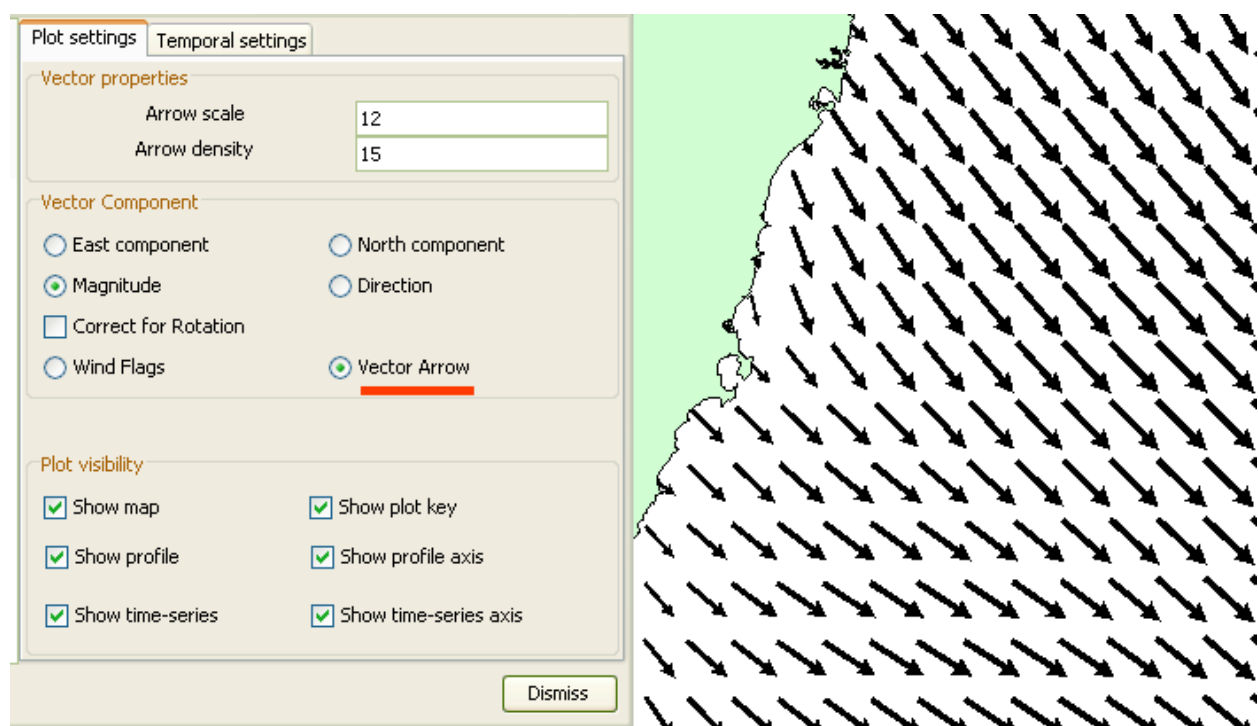 Plot settings Temporal settings
Vector properties
Arrow scale 12
Arrow density 15
Vector Component
East component North component
Magnitude Direction
Correct for Rotation
Wind Flags Vector Arrow
Plot visibility
Show map Show plot key
Show profile Show profile axis
Show time-series Show time-series axis
Dismiss